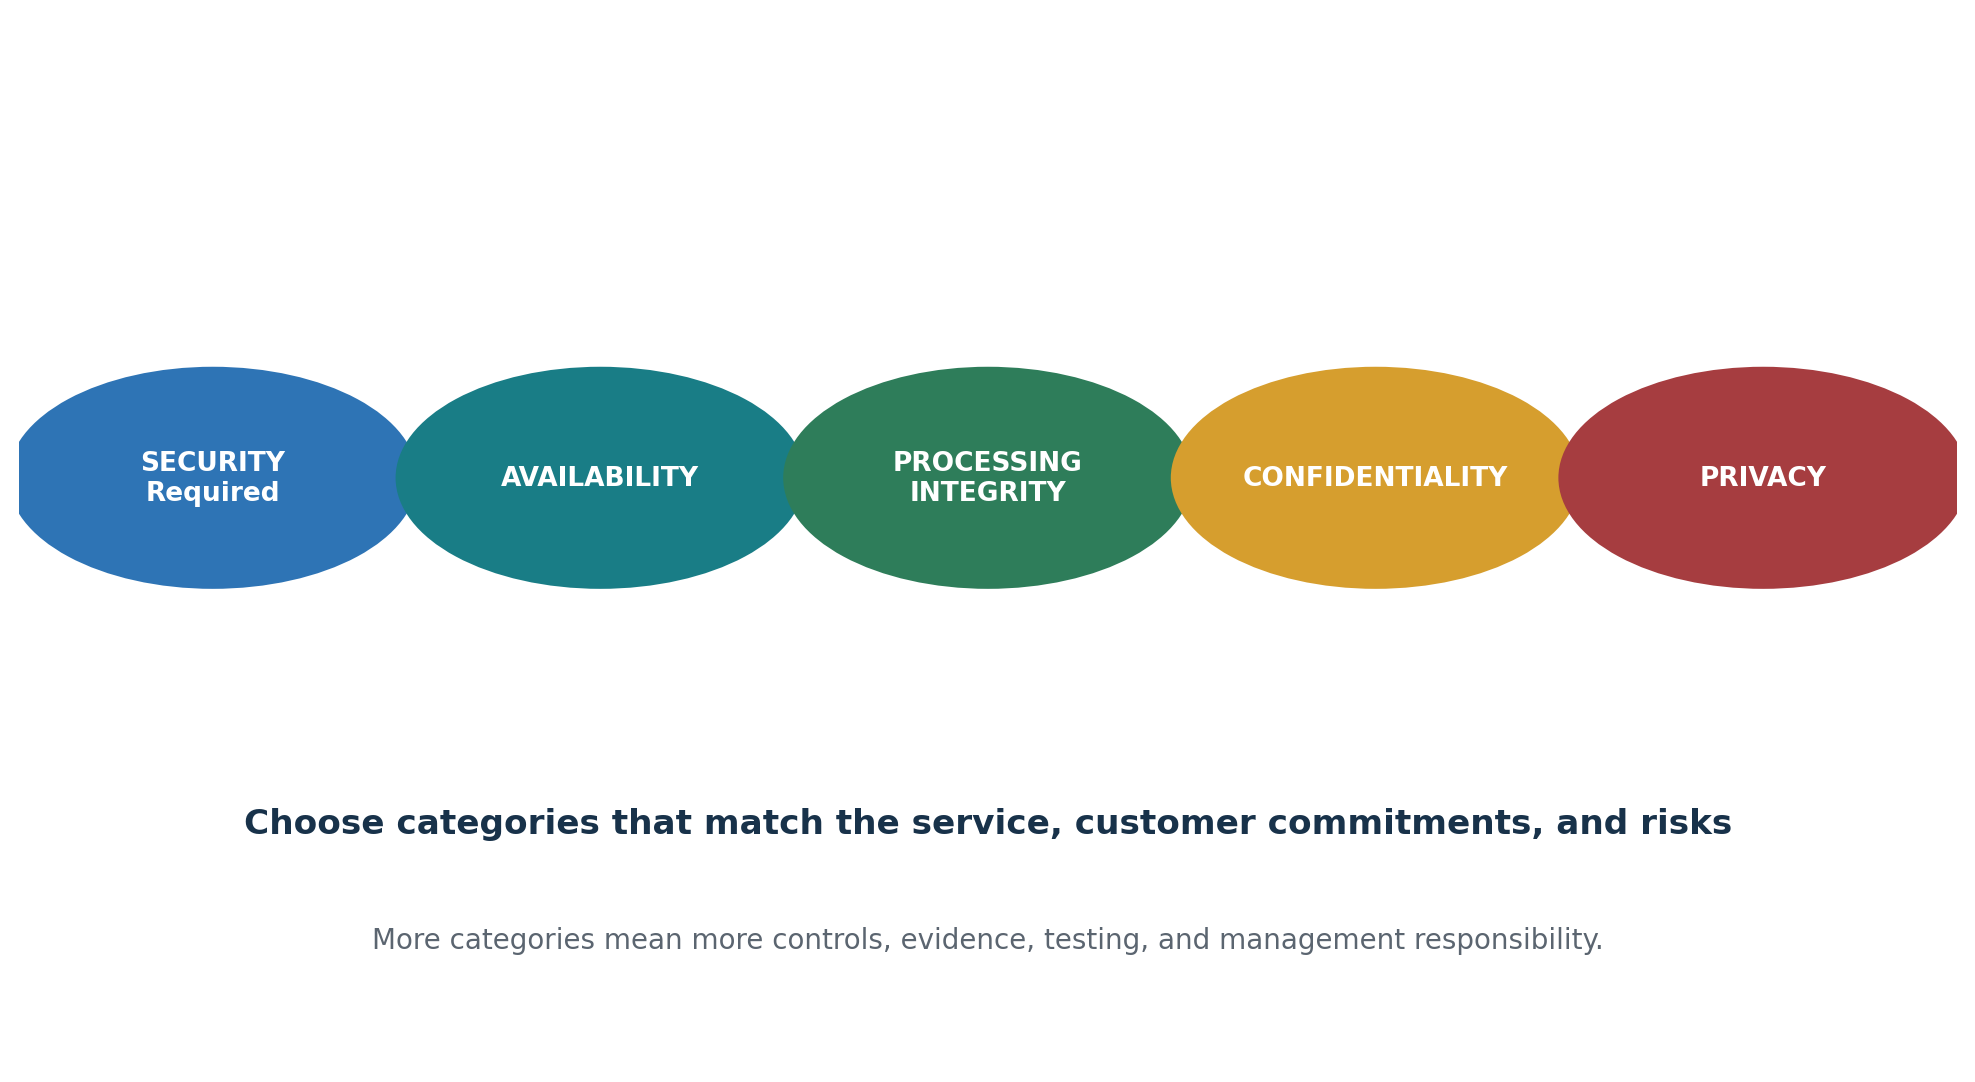 SECURITY
Required
AVAILABILITY
PROCESSING
INTEGRITY
CONFIDENTIALITY
PRIVACY
Choose categories that match the service, customer commitments, and risks
More categories mean more controls, evidence, testing, and management responsibility.